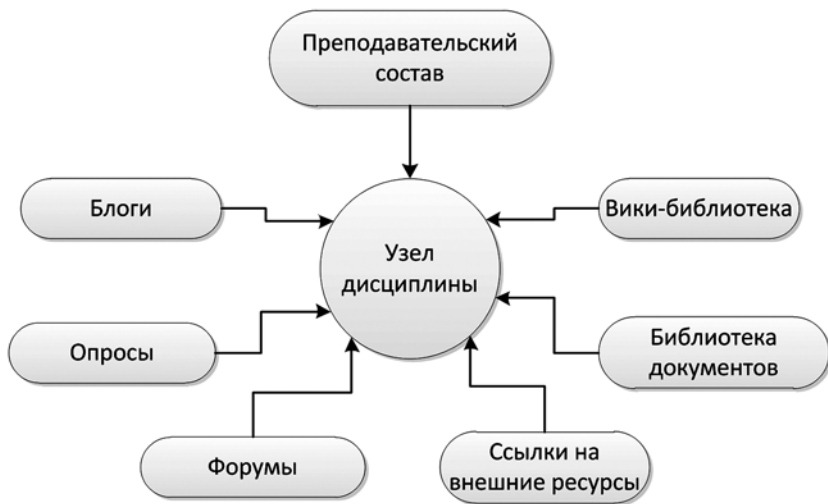 Преподавательский
состав
Блоги
Вики-библиотека
Узел
дисциплины
Опросы
Библиотека
документов
Форумы
Ссылки на
внешние ресурсы